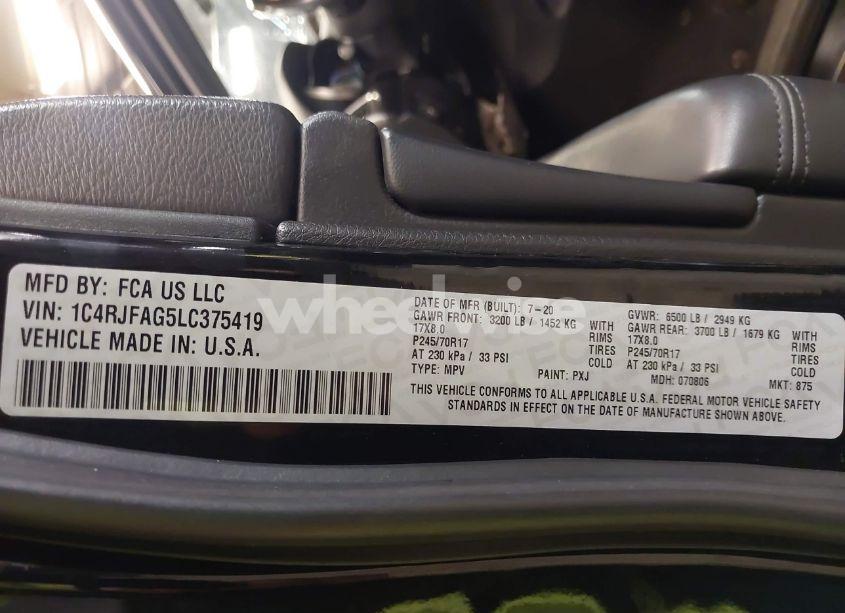 MFD BY: FCA US LLC
VIN: 1C4RJFAG5LC375419
VEHICLE MADE IN: U.S.A.
wheelwise
DATE OF MFR (BUILT): 7-20 GVWR: 6500 LB / 2949 KG
GAWR FRONT: 3200 LB / 1452 KG WITH GAWR REAR: 3700 LB / 1679 KG WITH
17X8.0 RIMS 17X8.0 RIMS
P245/70R17 TIRES P245/70R17 TIRES
AT 230 kPa / 33 PSI COLD AT 230 kPa / 33 PSI COLD
TYPE: MPV PAINT: PXJ MDH: 070806 MKT: 875
THIS VEHICLE CONFORMS TO ALL APPLICABLE U.S.A. FEDERAL MOTOR VEHICLE SAFETY
STANDARDS IN EFFECT ON THE DATE OF MANUFACTURE SHOWN ABOVE.